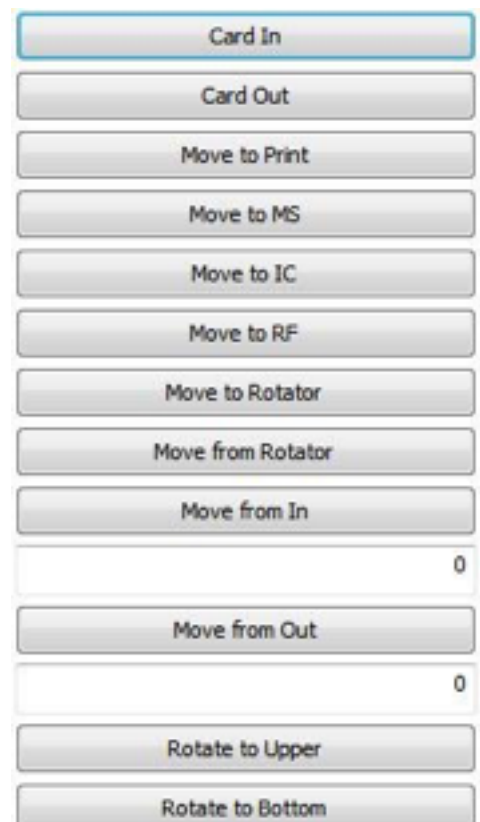 Card In
Card Out
Move to Print
Move to MS
Move to IC
Move to RF
Move to Rotator
Move from Rotator
Move from In
0
Move from Out
0
Rotate to Upper
Rotate to Bottom